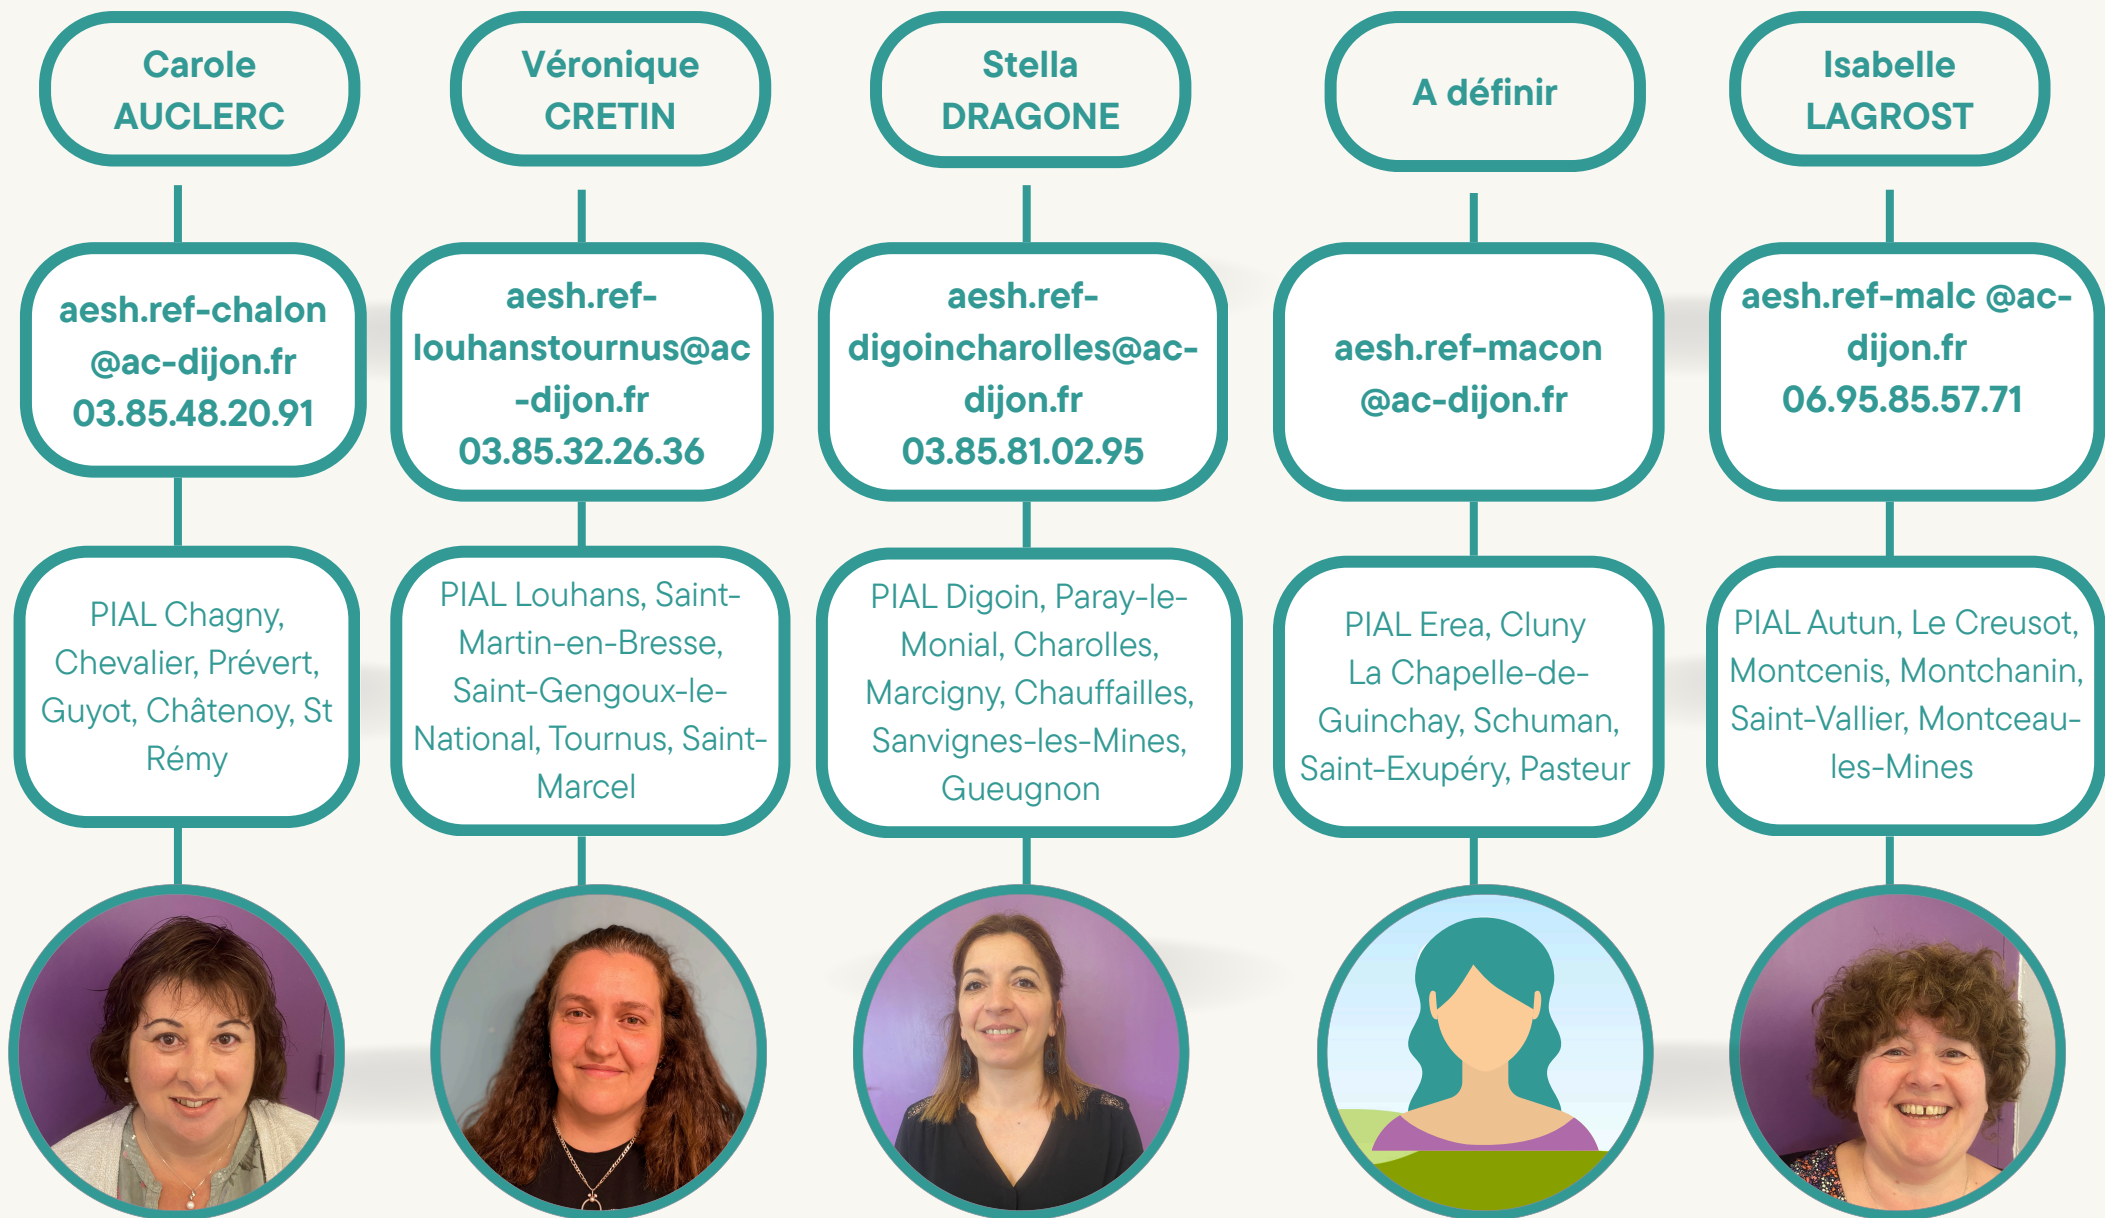 Carole
AUCLERC
aesh.ref-chalon
@ac-dijon.fr
03.85.48.20.91
PIAL Chagny,
Chevalier, Prévert,
Guyot, Châtenoy, St
Rémy
Véronique
CRETIN
aesh.ref-
louhanstournus@ac
-dijon.fr
03.85.32.26.36
PIAL Louhans, Saint-
Martin-en-Bresse,
Saint-Gengoux-le-
National, Tournus, Saint-
Marcel
Stella
DRAGONE
aesh.ref-
digoincharolles@ac-
dijon.fr
03.85.81.02.95
PIAL Digoin, Paray-le-
Monial, Charolles,
Marcigny, Chauffailles,
Sanvignes-les-Mines,
Gueugnon
A définir
aesh.ref-macon
@ac-dijon.fr
PIAL Erea, Cluny
La Chapelle-de-
Guinchay, Schuman,
Saint-Exupéry, Pasteur
Isabelle
LAGROST
aesh.ref-malc @ac-
dijon.fr
06.95.85.57.71
PIAL Autun, Le Creusot,
Montcenis, Montchanin,
Saint-Vallier, Montceau-
les-Mines